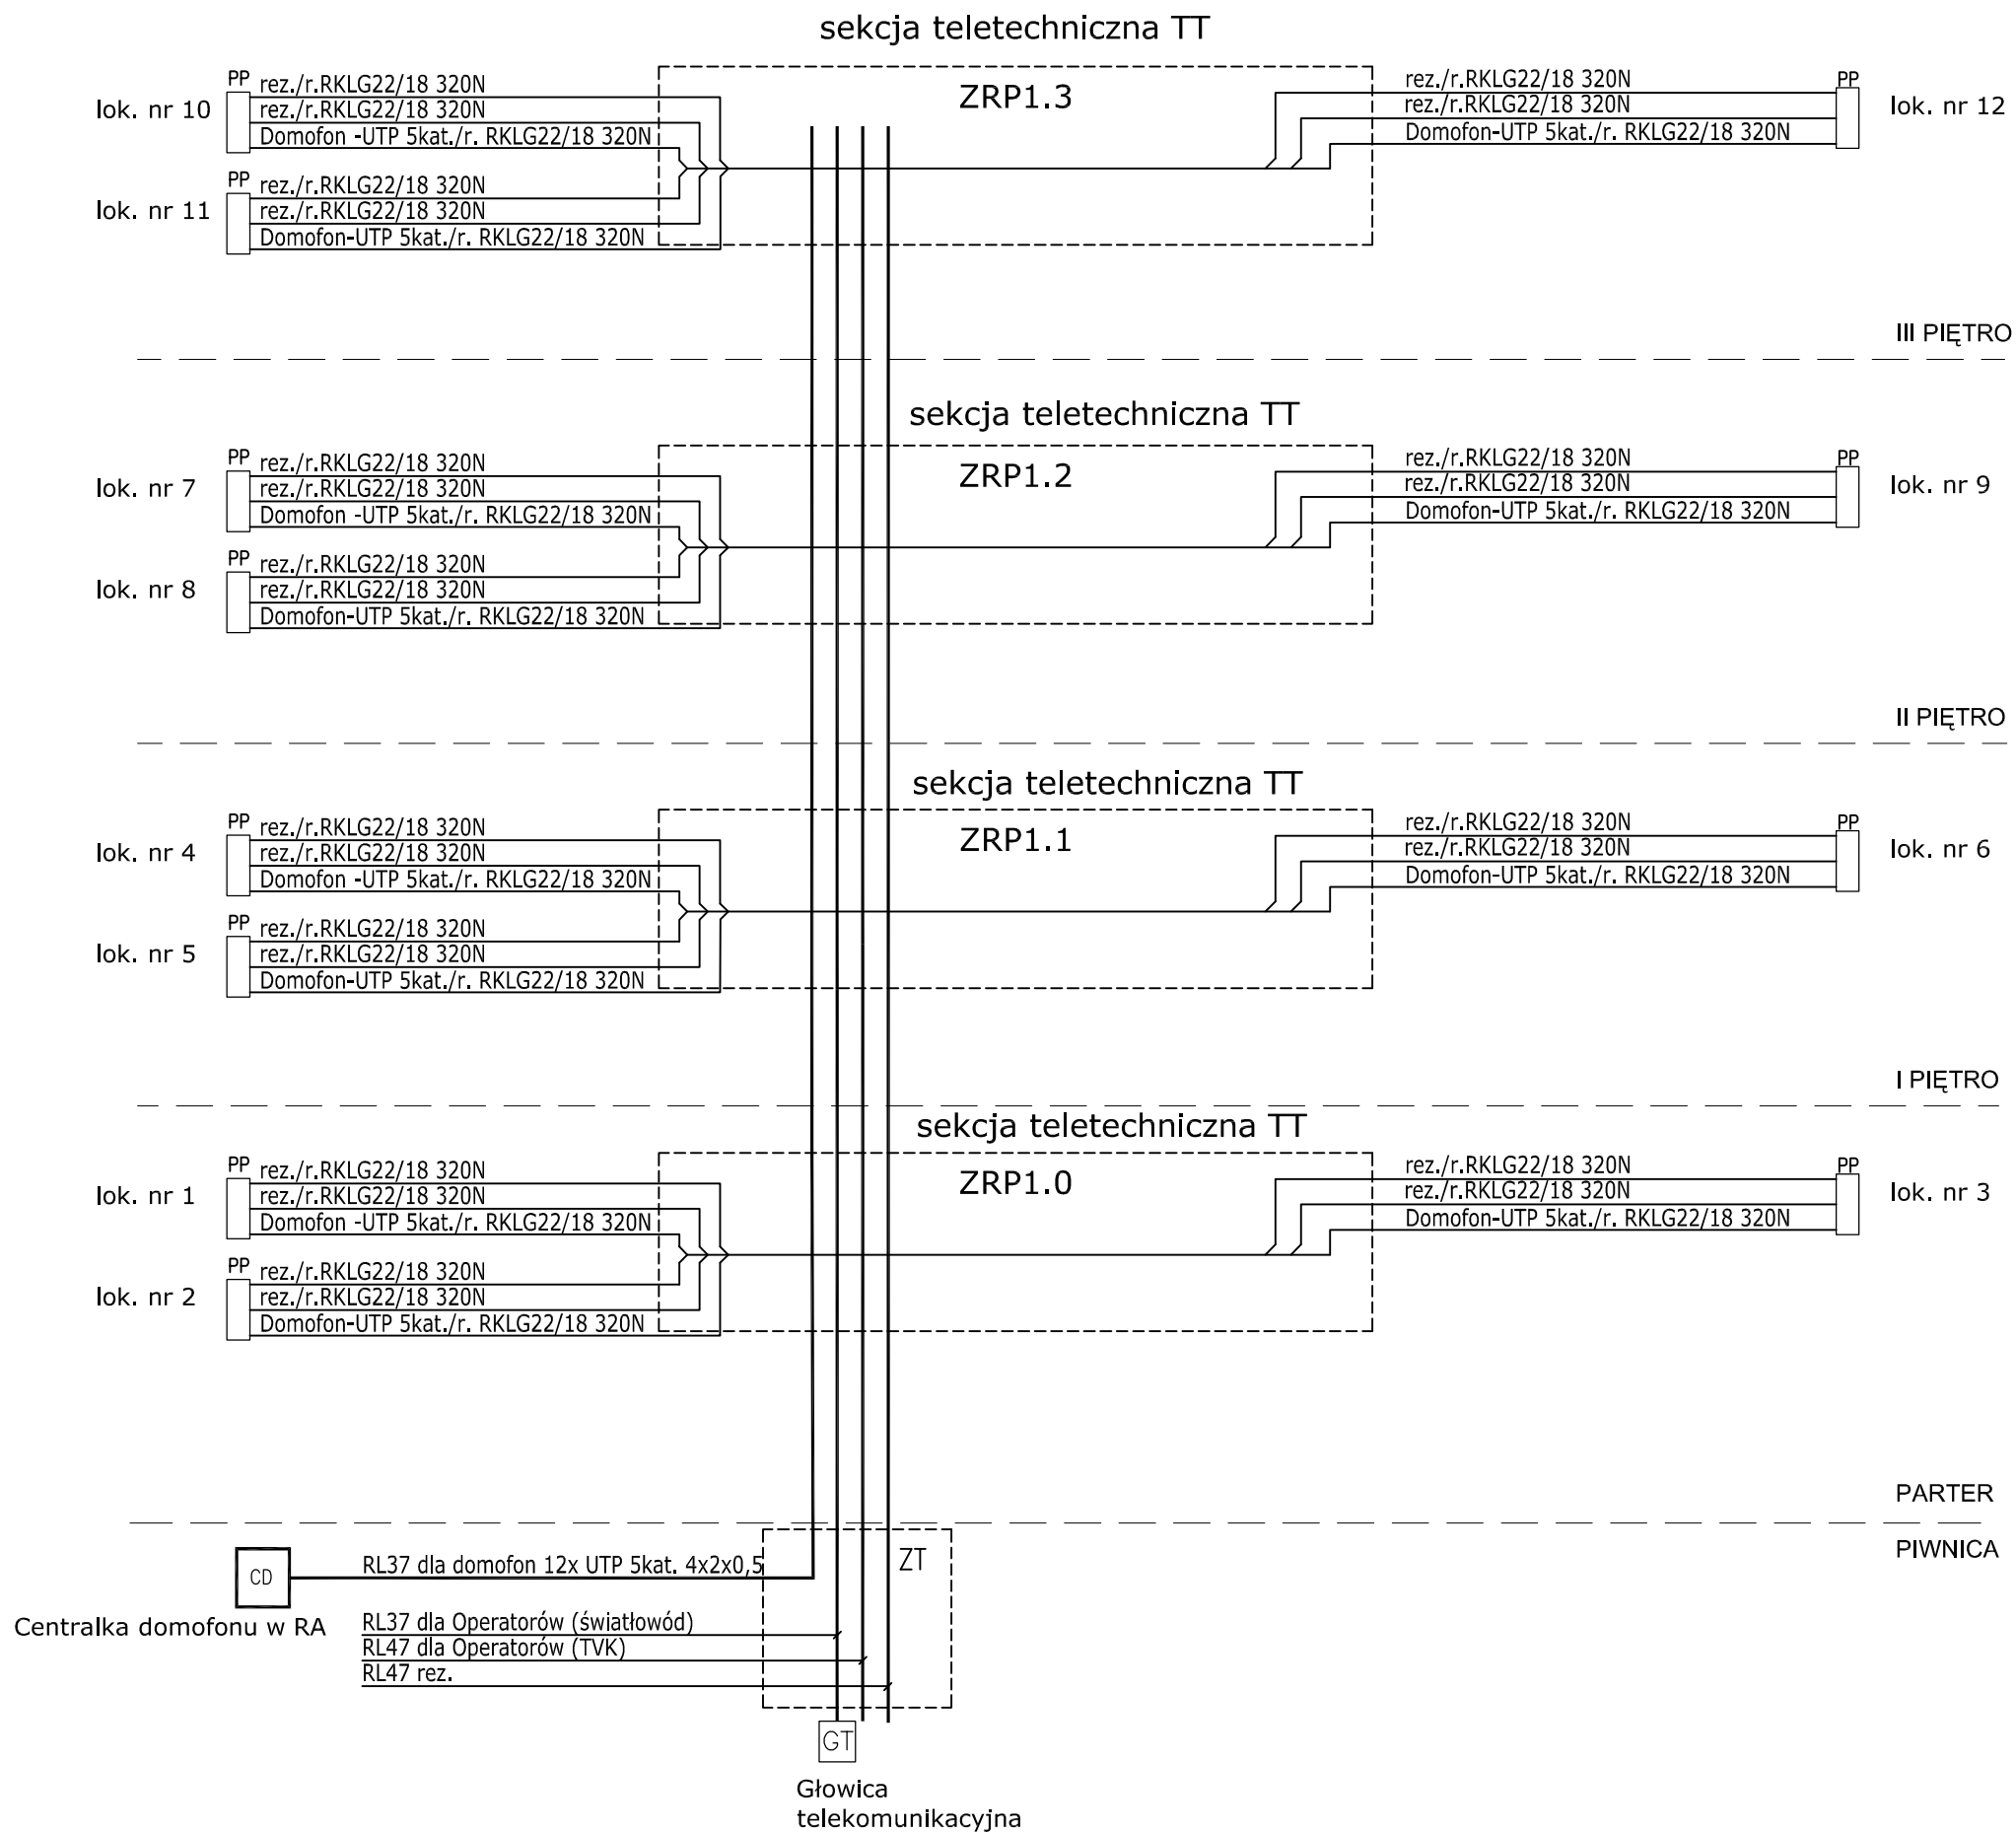 sekcja teletechniczna TT
ZRP1.3
PP
rez./r.RKLG22/18 320N
rez./r.RKLG22/18 320N
Domofon -UTP 5kat./r. RKLG22/18 320N
lok. nr 10
PP
rez./r.RKLG22/18 320N
rez./r.RKLG22/18 320N
Domofon-UTP 5kat./r. RKLG22/18 320N
lok. nr 11
rez./r.RKLG22/18 320N
rez./r.RKLG22/18 320N
Domofon-UTP 5kat./r. RKLG22/18 320N
PP
lok. nr 12
III PIĘTRO
sekcja teletechniczna TT
ZRP1.2
PP
rez./r.RKLG22/18 320N
rez./r.RKLG22/18 320N
Domofon -UTP 5kat./r. RKLG22/18 320N
lok. nr 7
PP
rez./r.RKLG22/18 320N
rez./r.RKLG22/18 320N
Domofon-UTP 5kat./r. RKLG22/18 320N
lok. nr 8
rez./r.RKLG22/18 320N
rez./r.RKLG22/18 320N
Domofon-UTP 5kat./r. RKLG22/18 320N
PP
lok. nr 9
II PIĘTRO
sekcja teletechniczna TT
ZRP1.1
PP
rez./r.RKLG22/18 320N
rez./r.RKLG22/18 320N
Domofon -UTP 5kat./r. RKLG22/18 320N
lok. nr 4
PP
rez./r.RKLG22/18 320N
rez./r.RKLG22/18 320N
Domofon-UTP 5kat./r. RKLG22/18 320N
lok. nr 5
rez./r.RKLG22/18 320N
rez./r.RKLG22/18 320N
Domofon-UTP 5kat./r. RKLG22/18 320N
PP
lok. nr 6
I PIĘTRO
sekcja teletechniczna TT
ZRP1.0
PP
rez./r.RKLG22/18 320N
rez./r.RKLG22/18 320N
Domofon -UTP 5kat./r. RKLG22/18 320N
lok. nr 1
PP
rez./r.RKLG22/18 320N
rez./r.RKLG22/18 320N
Domofon-UTP 5kat./r. RKLG22/18 320N
lok. nr 2
rez./r.RKLG22/18 320N
rez./r.RKLG22/18 320N
Domofon-UTP 5kat./r. RKLG22/18 320N
PP
lok. nr 3
PARTER
PIWNICA
ZT
CD
RL37 dla domofon 12x UTP 5kat. 4x2x0,5
Centralka domofonu w RA
RL37 dla Operatorów (światłowód)
RL47 dla Operatorów (TVK)
RL47 rez.
GT
Głowica
telekomunikacyjna